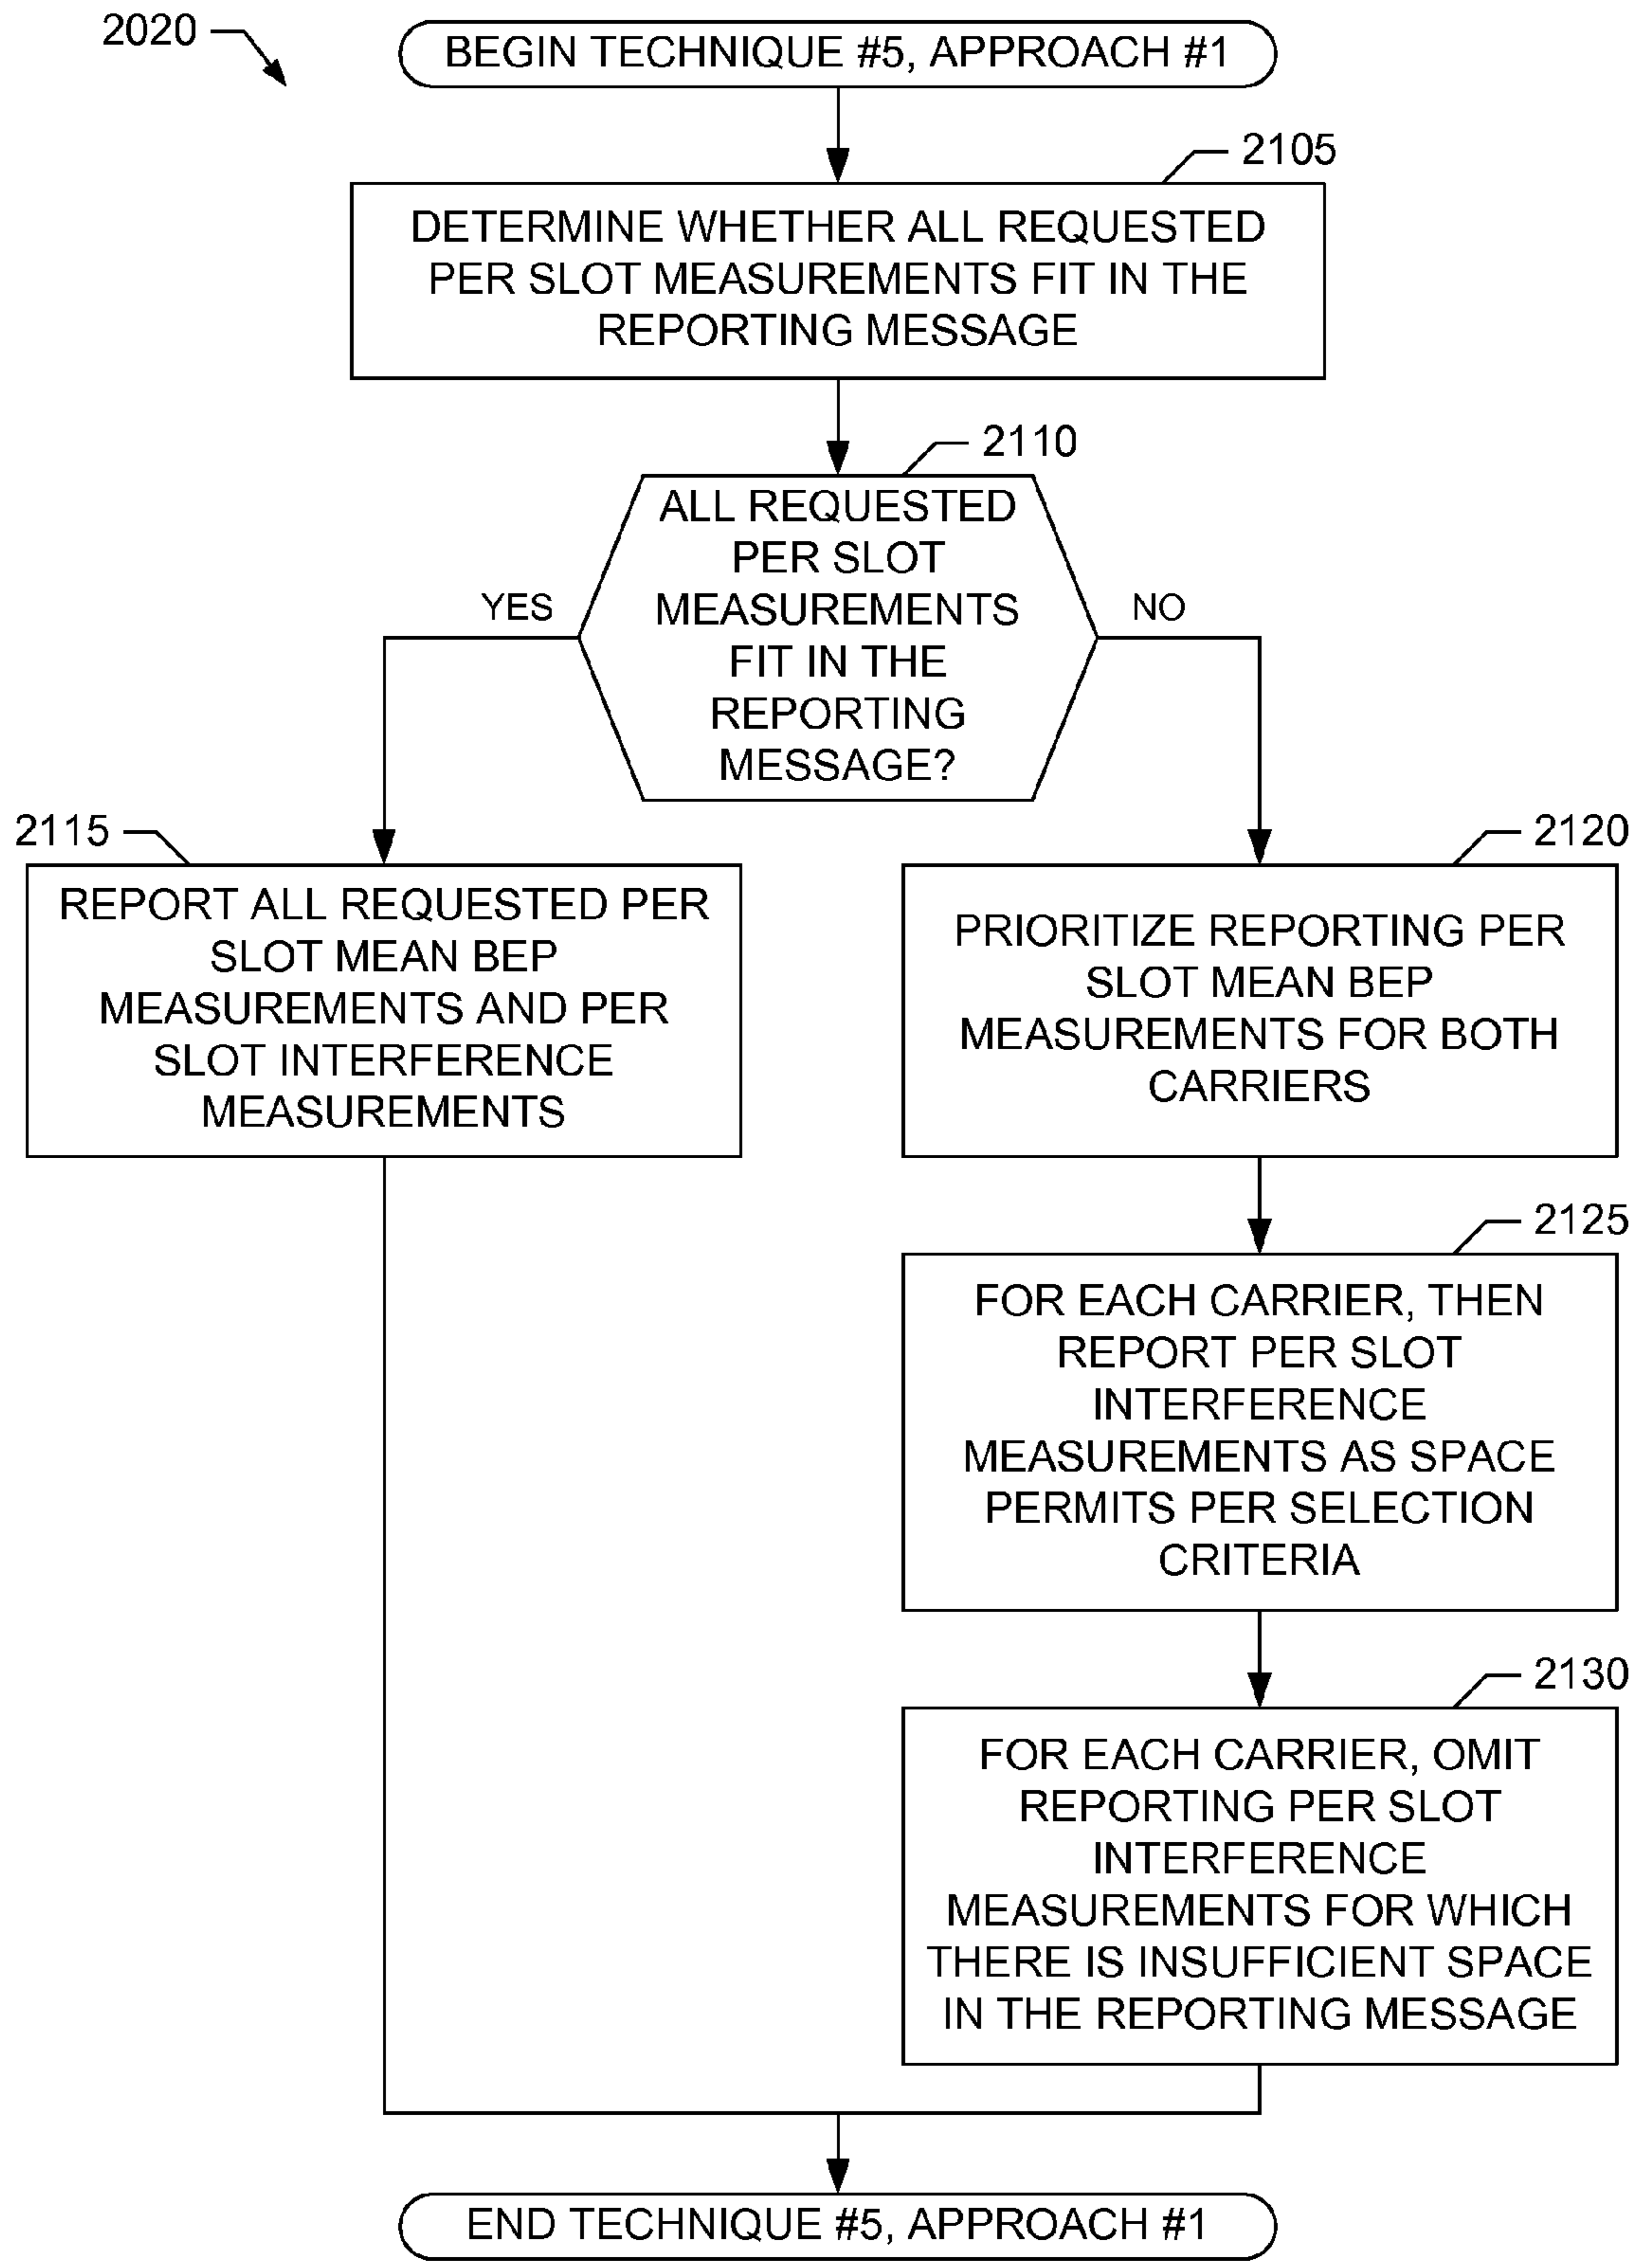 2020
BEGIN TECHNIQUE #5, APPROACH #1
2105
DETERMINE WHETHER ALL REQUESTED
PER SLOT MEASUREMENTS FIT IN THE
REPORTING MESSAGE
2110
ALL REQUESTED
PER SLOT
MEASUREMENTS
FIT IN THE
REPORTING
MESSAGE?
YES
NO
2115
REPORT ALL REQUESTED PER
SLOT MEAN BEP
MEASUREMENTS AND PER
SLOT INTERFERENCE
MEASUREMENTS
2120
PRIORITIZE REPORTING PER
SLOT MEAN BEP
MEASUREMENTS FOR BOTH
CARRIERS
2125
FOR EACH CARRIER, THEN
REPORT PER SLOT
INTERFERENCE
MEASUREMENTS AS SPACE
PERMITS PER SELECTION
CRITERIA
2130
FOR EACH CARRIER, OMIT
REPORTING PER SLOT
INTERFERENCE
MEASUREMENTS FOR WHICH
THERE IS INSUFFICIENT SPACE
IN THE REPORTING MESSAGE
END TECHNIQUE #5, APPROACH #1